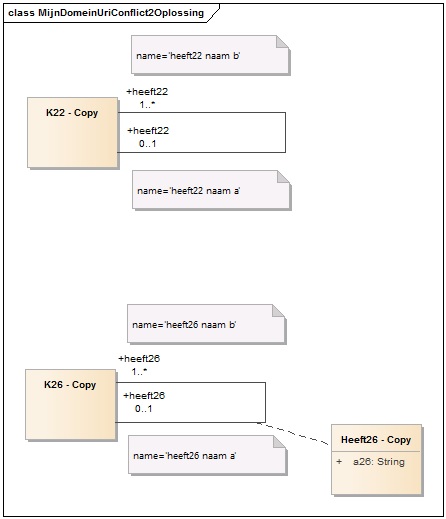 class MijnDomeinUriConflict2Oplossing
name='heeft22 naam b'
+heeft22
1..*
K22 - Copy
+heeft22
0..1
name='heeft22 naam a'
name='heeft26 naam b'
+heeft26
1..*
K26 - Copy
+heeft26
0..1
Heeft26 - Copy
name='heeft26 naam a'
+ a26: String